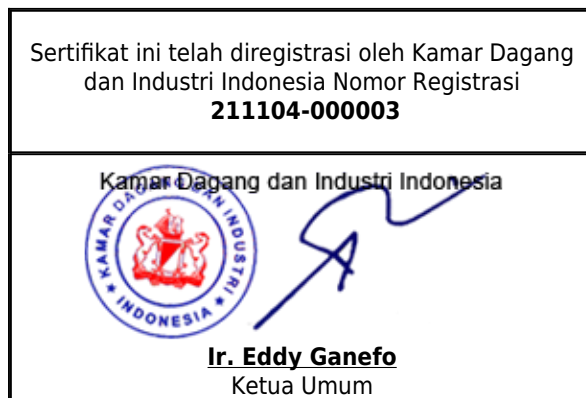 Sertifikat ini telah diregistrasi oleh Kamar Dagang
dan Industri Indonesia Nomor Registrasi
211104-000003
Kamar Dagang dan Industri Indonesia
KAMAR DAGANG DAN INDUSTRI
INDONESIA
Ir. Eddy Ganefo
Ketua Umum